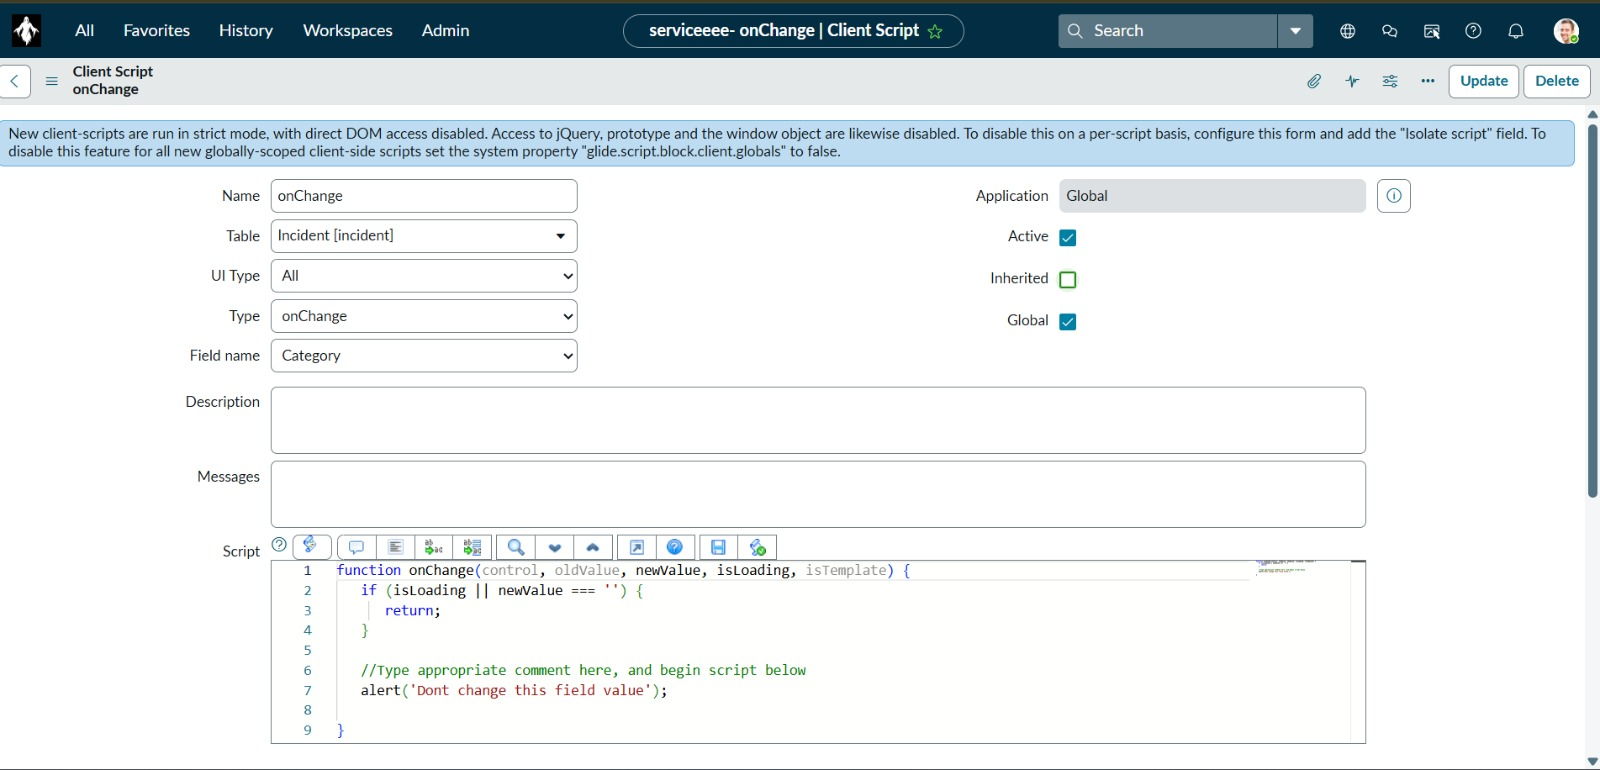 All Favorites History Workspaces Admin
serviceeee- onChange | Client Script
Search
Client Script
onChange
Update
Delete
New client-scripts are run in strict mode, with direct DOM access disabled. Access to jQuery, prototype and the window object are likewise disabled. To disable this on a per-script basis, configure this form and add the "Isolate script" field. To
disable this feature for all new globally-scoped client-side scripts set the system property "glide.script.block.client.globals" to false.
Name onChange
Application Global
Table Incident [incident]
Active
UI Type All
Inherited
Type onChange
Global
Field name Category
Description
Messages
Script
1 function onChange(control, oldValue, newValue, isLoading, isTemplate) {
2 if (isLoading || newValue === '') {
3 return;
4 }
5
6 //Type appropriate comment here, and begin script below
7 alert('Dont change this field value');
8
9 }